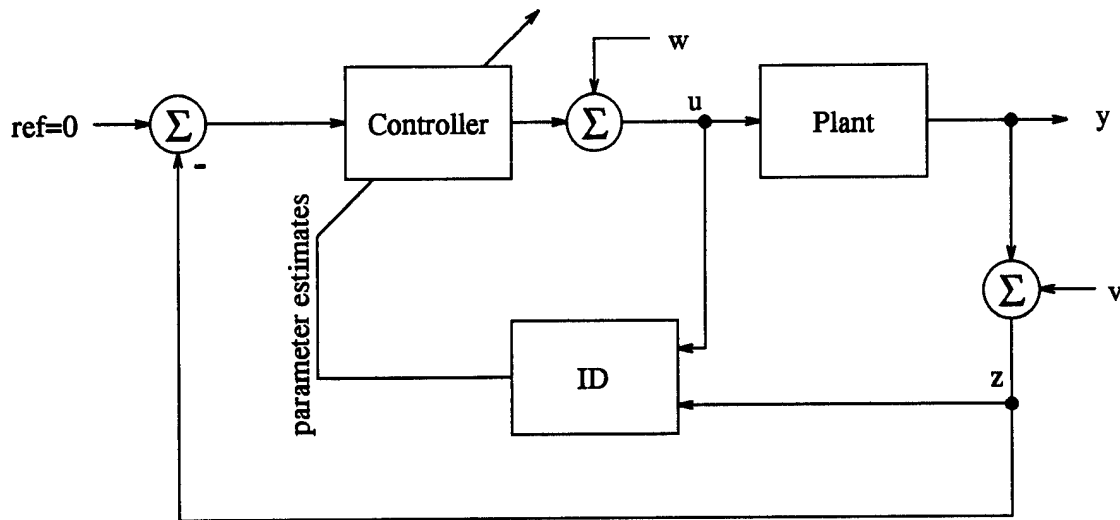 w
u
ref=0
Σ
Controller
Σ
Plant
y
-
parameter estimates
Σ
v
ID
z